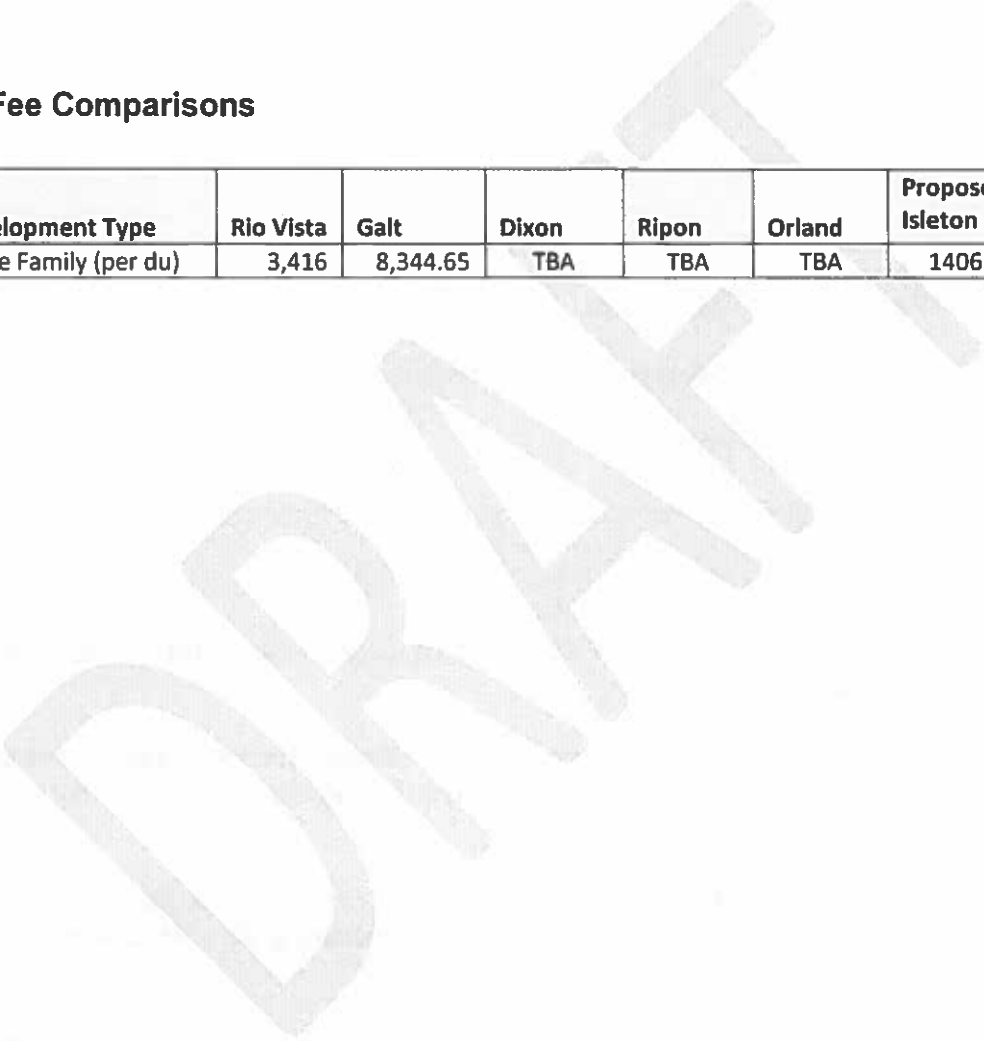 Fee Comparisons
Propose
elopment Type Rio Vista Galt Dixon Ripon Orland Isleton
e Family (per du) 3,416 8,344.65 TBA TBA TBA 1406
DRAFT